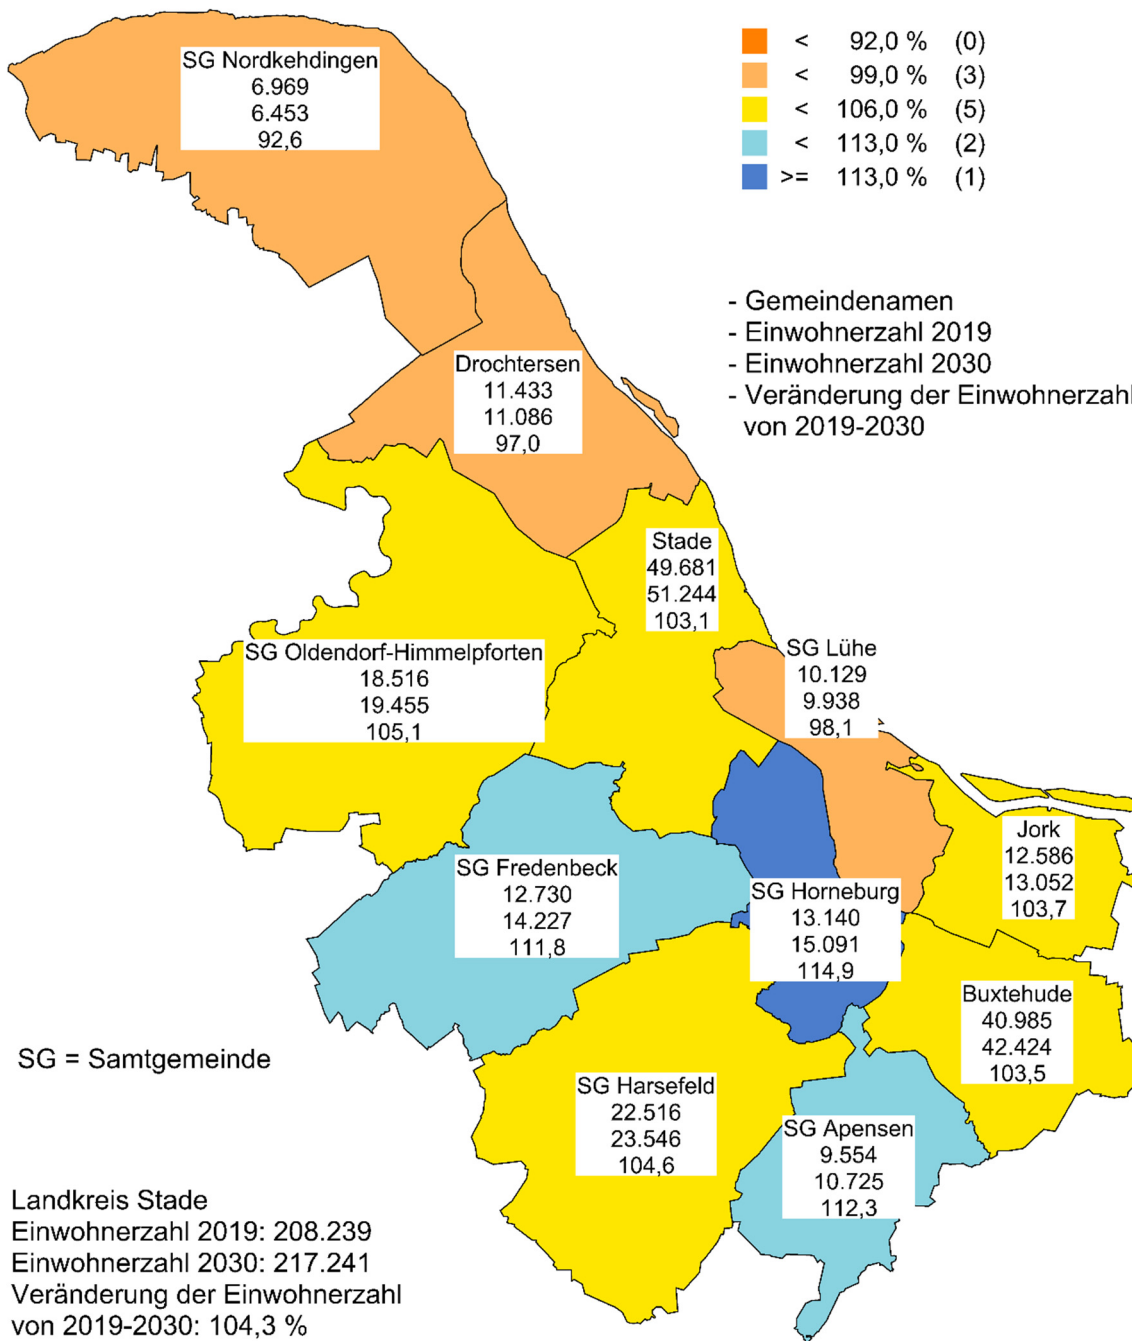 SG Nordkehdingen
6.969
6.453
92,6
< 92,0 % (0)
< 99,0 % (3)
< 106,0 % (5)
< 113,0 % (2)
>= 113,0 % (1)
- Gemeindenamen
- Einwohnerzahl 2019
- Einwohnerzahl 2030
- Veränderung der Einwohnerzahl
von 2019-2030
Drochtersen
11.433
11.086
97,0
Stade
49.681
51.244
103,1
SG Oldendorf-Himmelpforten
18.516
19.455
105,1
SG Lühe
10.129
9.938
98,1
Jork
12.586
13.052
103,7
SG Fredenbeck
12.730
14.227
111,8
SG Horneburg
13.140
15.091
114,9
Buxtehude
40.985
42.424
103,5
SG = Samtgemeinde
SG Harsefeld
22.516
23.546
104,6
SG Apensen
9.554
10.725
112,3
Landkreis Stade
Einwohnerzahl 2019: 208.239
Einwohnerzahl 2030: 217.241
Veränderung der Einwohnerzahl
von 2019-2030: 104,3 %